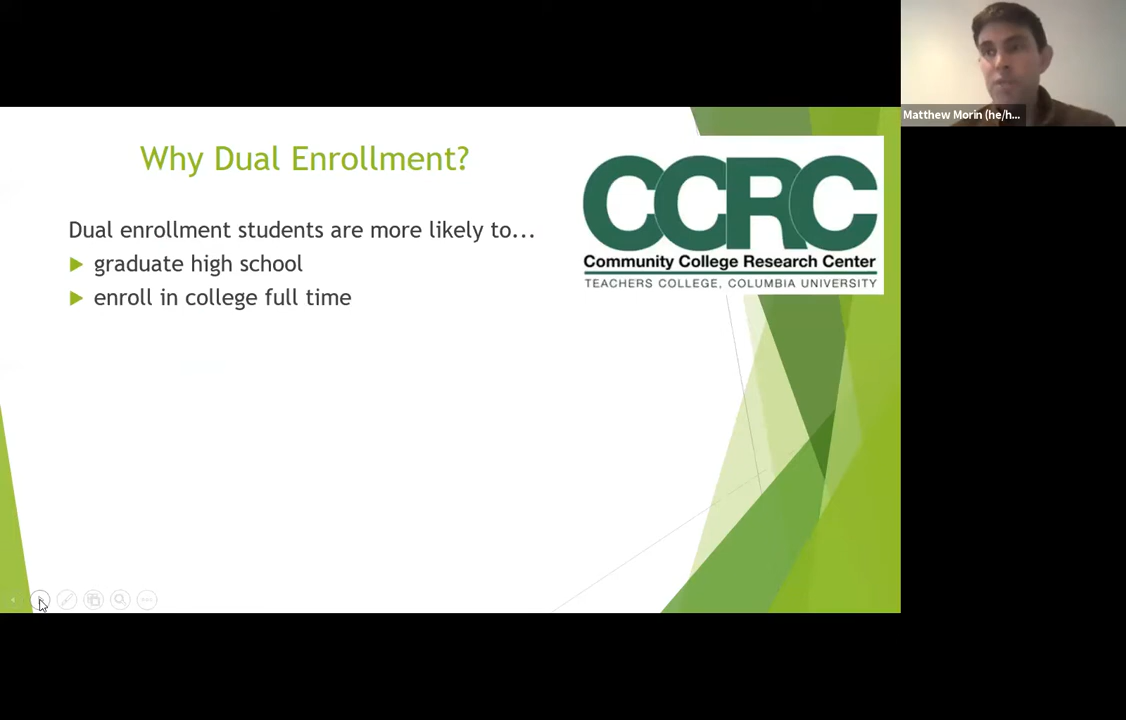 Matthew Morin (he/h...
Why Dual Enrollment?
Dual enrollment students are more likely to...
graduate high school
enroll in college full time
CCRC
Community College Research Center
TEACHERS COLLEGE, COLUMBIA UNIVERSITY